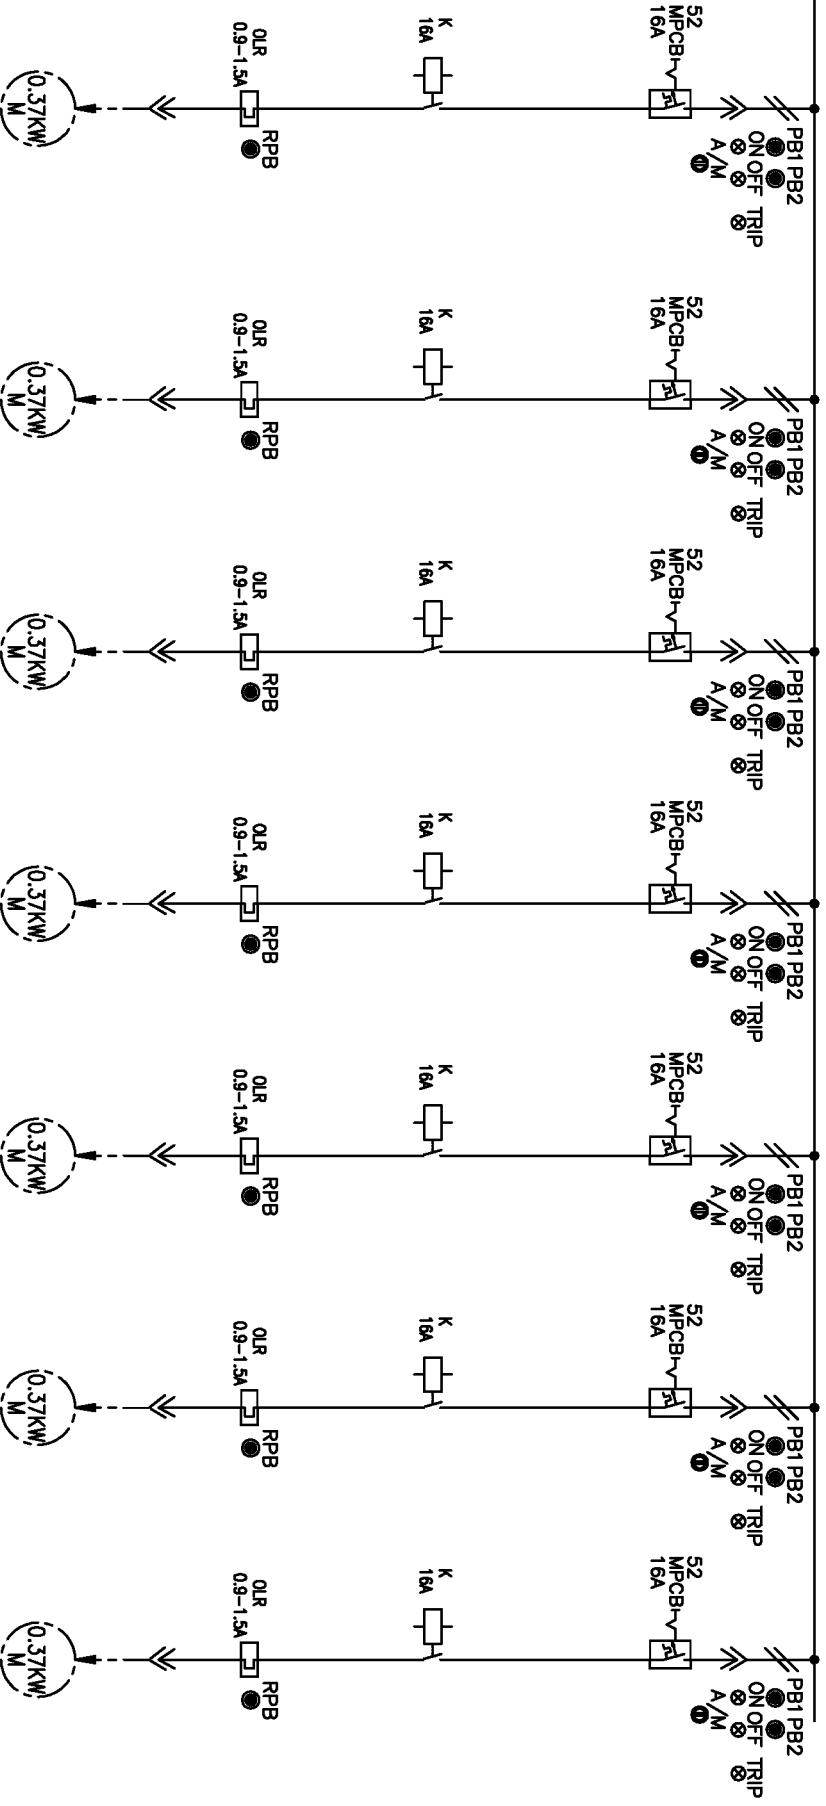 PB1 PB2
ON OFF TRIP
A/M
52
MPCB
16A
K
16A
RPB
OLR
0.9-1.5A
0.37KW
M
PB1 PB2
ON OFF TRIP
A/M
52
MPCB
16A
K
16A
RPB
OLR
0.9-1.5A
0.37KW
M
PB1 PB2
ON OFF TRIP
A/M
52
MPCB
16A
K
16A
RPB
OLR
0.9-1.5A
0.37KW
M
PB1 PB2
ON OFF TRIP
A/M
52
MPCB
16A
K
16A
RPB
OLR
0.9-1.5A
0.37KW
M
PB1 PB2
ON OFF TRIP
A/M
52
MPCB
16A
K
16A
RPB
OLR
0.9-1.5A
0.37KW
M
PB1 PB2
ON OFF TRIP
A/M
52
MPCB
16A
K
16A
RPB
OLR
0.9-1.5A
0.37KW
M
PB1 PB2
ON OFF TRIP
A/M
52
MPCB
16A
K
16A
RPB
OLR
0.9-1.5A
0.37KW
M